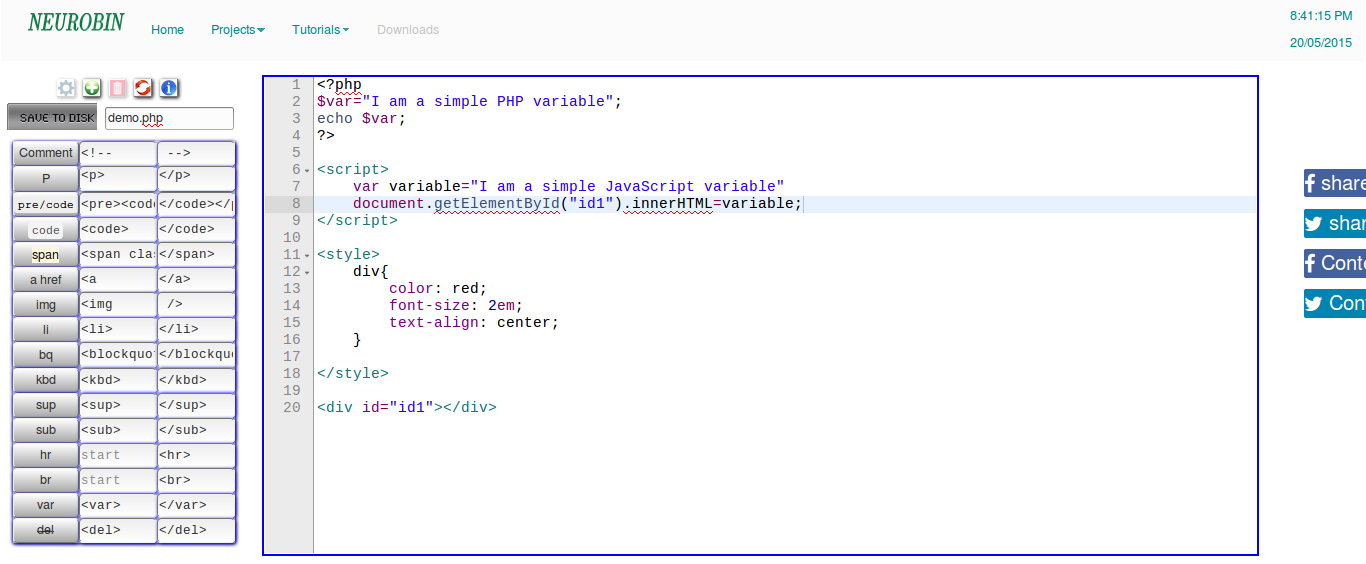 NEUROBIN
Home Projects Tutorials Downloads
8:41:15 PM
20/05/2015
SAVE TO DISK demo.php
Comment <!-- -->
P <p> </p>
pre/code <pre><cod </code></p
code <code> </code>
span <span cla </span>
a href <a </a>
img <img />
li <li> </li>
bq <blockquo </blockqu
kbd <kbd> </kbd>
sup <sup> </sup>
sub <sub> </sub>
hr start <hr>
br start <br>
var <var> </var>
del <del> </del>
1 <?php
2 $var="I am a simple PHP variable";
3 echo $var;
4 ?>
5
6 <script>
7     var variable="I am a simple JavaScript variable"
8     document.getElementById("id1").innerHTML=variable;
9 </script>
10
11 <style>
12     div{
13         color: red;
14         font-size: 2em;
15         text-align: center;
16     }
17
18 </style>
19
20 <div id="id1"></div>
share
shar
Conte
Con